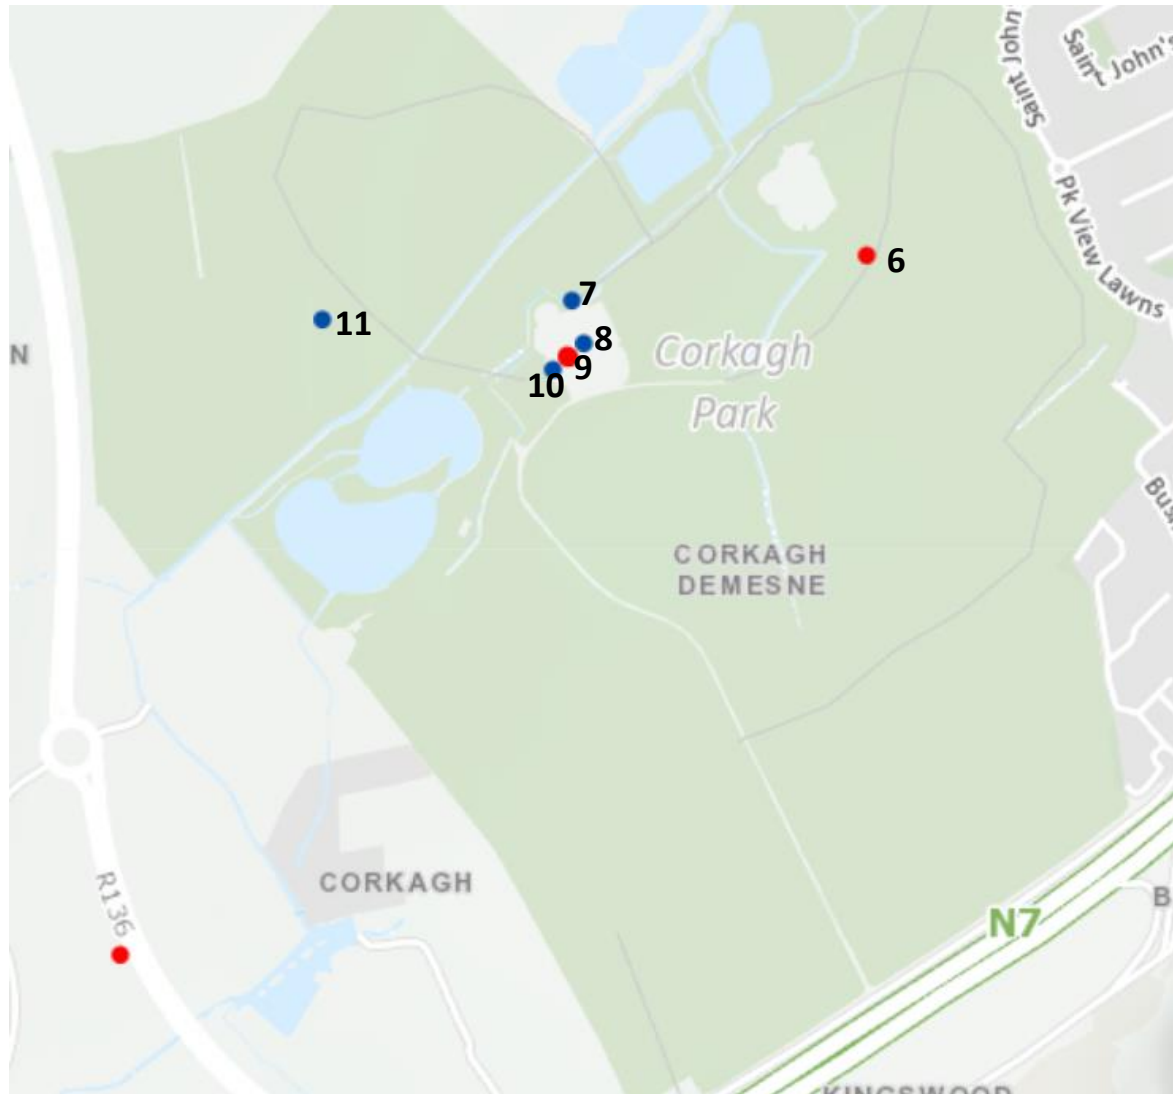 Saint John
Saint John's
Pk View Lawns
6
7
11
8
N
9
Corkagh
10
Park
Bus
CORKAGH
DEMESNE
CORKAGH
R136
B
N7
KINGSWOOD